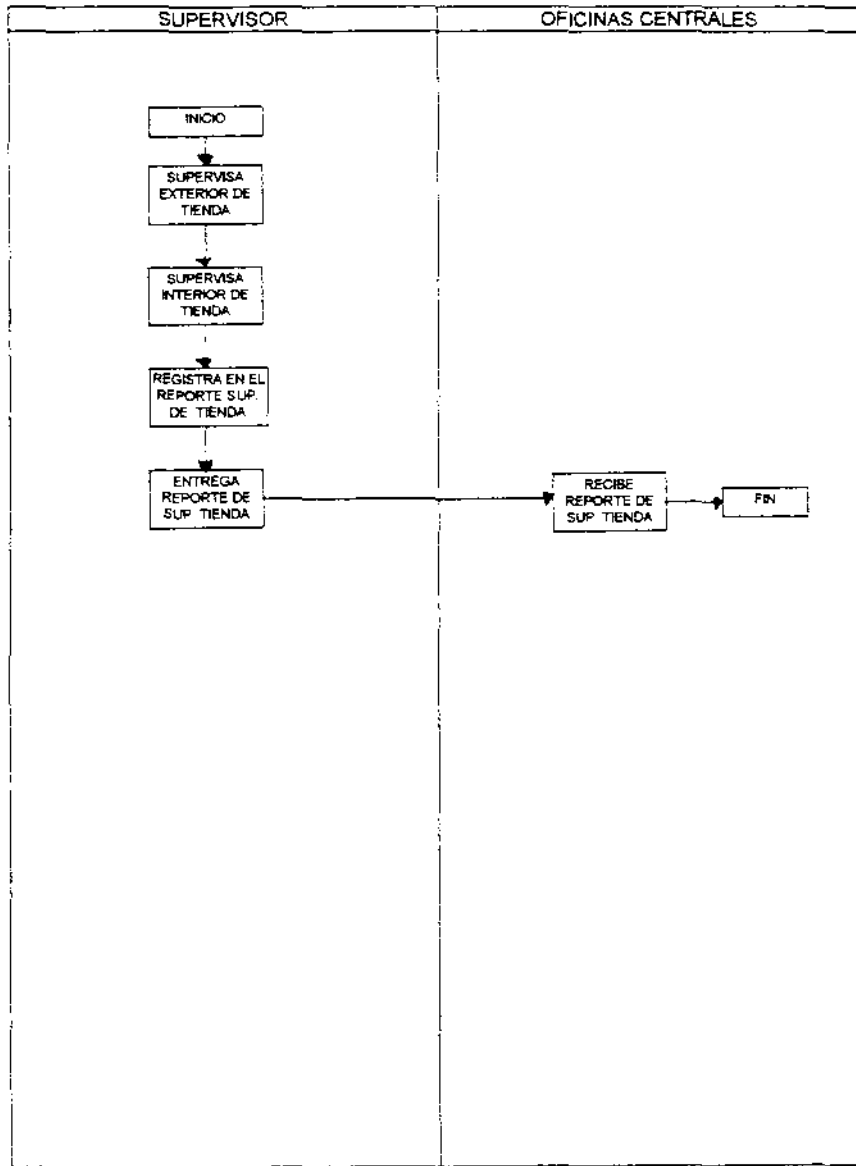 SUPERVISOR
OFICINAS CENTRALES
INICIO
SUPERVISA
EXTERIOR DE
TIENDA
SUPERVISA
INTERIOR DE
TIENDA
REGISTRA EN EL
REPORTE SUP.
DE TIENDA
ENTREGA
REPORTE DE
SUP TIENDA
RECIBE
REPORTE DE
SUP TIENDA
FIN